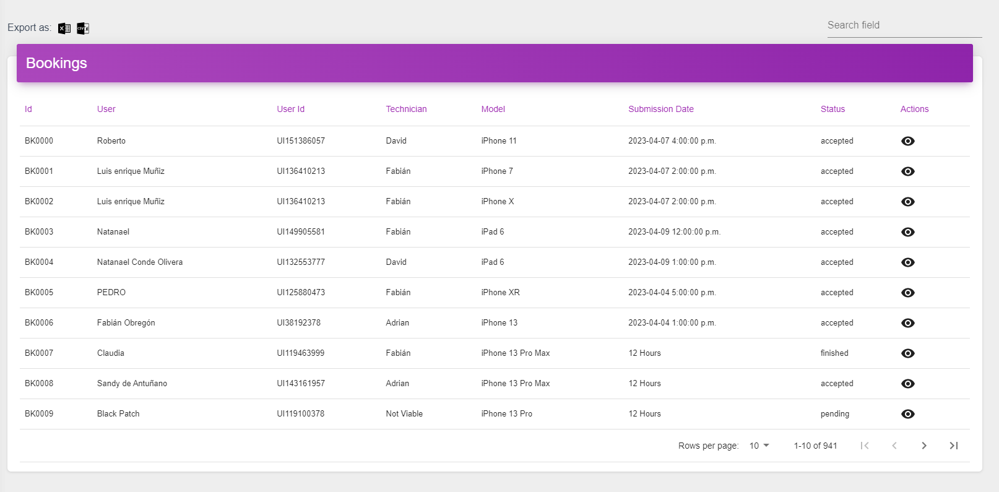 Export as: X CSV
Search field
Bookings
Id User User Id Technician Model Submission Date Status Actions
BK0000 Roberto UI151386057 David iPhone 11 2023-04-07 4:00:00 p.m. accepted
BK0001 Luis enrique Muñiz UI136410213 Fabián iPhone 7 2023-04-07 2:00:00 p.m. accepted
BK0002 Luis enrique Muñiz UI136410213 Fabián iPhone X 2023-04-07 2:00:00 p.m. accepted
BK0003 Natanael UI149905581 Fabián iPad 6 2023-04-09 12:00:00 p.m. accepted
BK0004 Natanael Conde Olivera UI132553777 David iPad 6 2023-04-09 1:00:00 p.m. accepted
BK0005 PEDRO UI125880473 Fabián iPhone XR 2023-04-04 5:00:00 p.m. accepted
BK0006 Fabián Obregón UI38192378 Adrian iPhone 13 2023-04-04 1:00:00 p.m. accepted
BK0007 Claudia UI119463999 Fabián iPhone 13 Pro Max 12 Hours finished
BK0008 Sandy de Antuñano UI143161957 Adrian iPhone 13 Pro Max 12 Hours accepted
BK0009 Black Patch UI119100378 Not Viable iPhone 13 Pro 12 Hours pending
Rows per page: 10 1-10 of 941